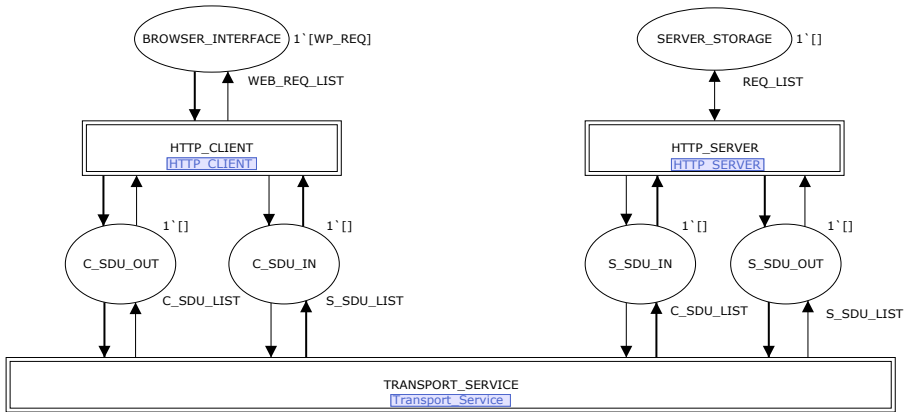 BROWSER_INTERFACE 1`[WP_REQ] SERVER_STORAGE 1`[]
WEB_REQ_LIST REQ_LIST
HTTP_CLIENT HTTP_SERVER
HTTP_CLIENT HTTP_SERVER
1`[] 1`[] 1`[] 1`[]
C_SDU_OUT C_SDU_IN S_SDU_IN S_SDU_OUT
C_SDU_LIST S_SDU_LIST C_SDU_LIST S_SDU_LIST
TRANSPORT_SERVICE
Transport_Service